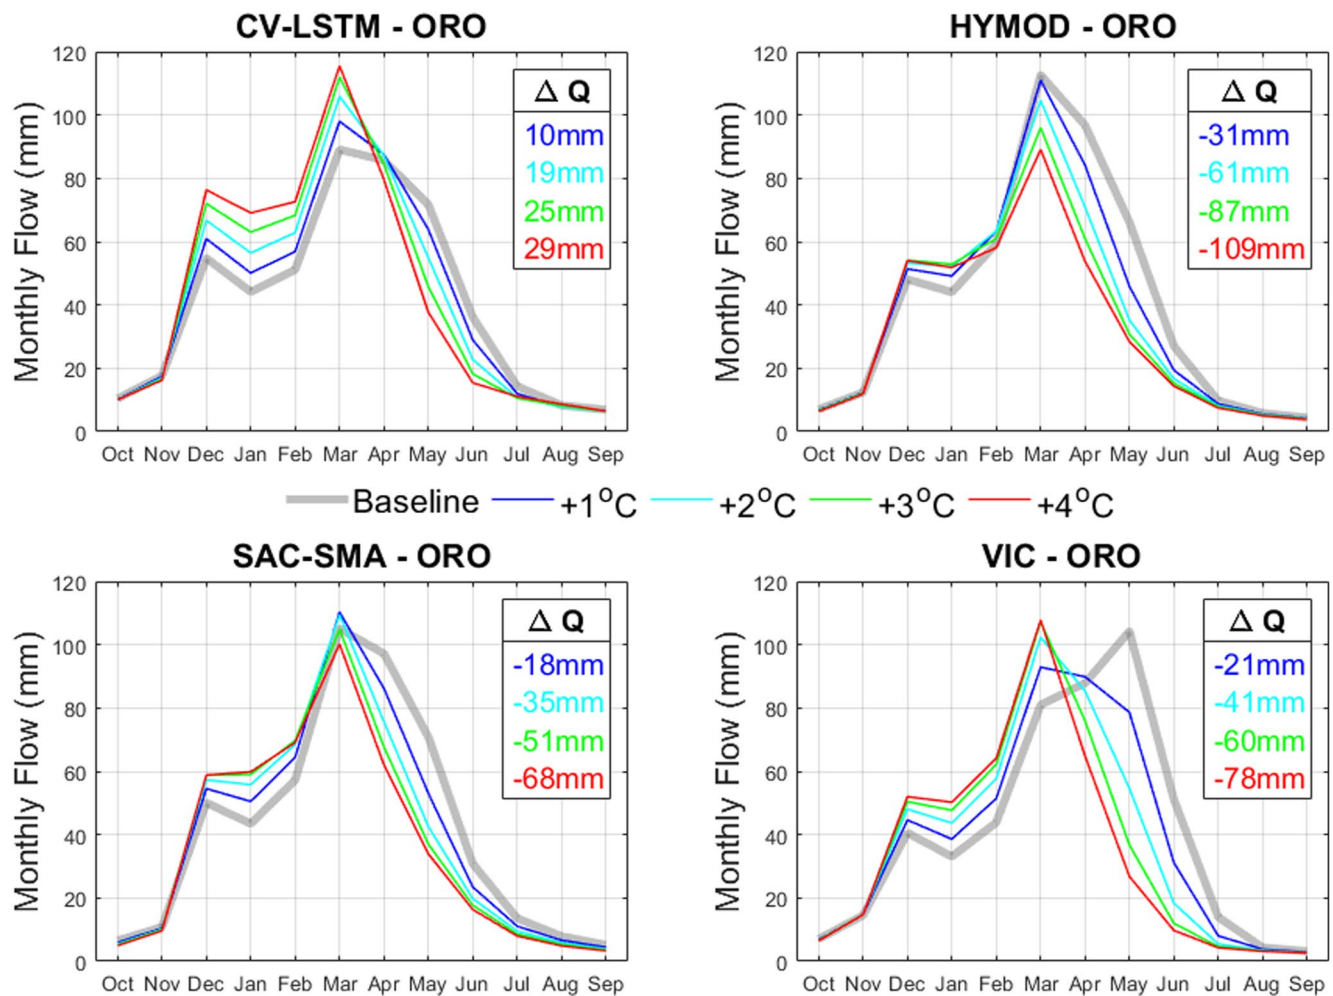 CV-LSTM - ORO
Monthly Flow (mm)
120
100
80
60
40
20
0
Δ Q
10mm
19mm
25mm
29mm
Oct Nov Dec Jan Feb Mar Apr May Jun Jul Aug Sep
HYMOD - ORO
Monthly Flow (mm)
120
100
80
60
40
20
0
Δ Q
-31mm
-61mm
-87mm
-109mm
Oct Nov Dec Jan Feb Mar Apr May Jun Jul Aug Sep
Baseline +1°C +2°C +3°C +4°C
SAC-SMA - ORO
Monthly Flow (mm)
120
100
80
60
40
20
0
Δ Q
-18mm
-35mm
-51mm
-68mm
Oct Nov Dec Jan Feb Mar Apr May Jun Jul Aug Sep
VIC - ORO
Monthly Flow (mm)
120
100
80
60
40
20
0
Δ Q
-21mm
-41mm
-60mm
-78mm
Oct Nov Dec Jan Feb Mar Apr May Jun Jul Aug Sep